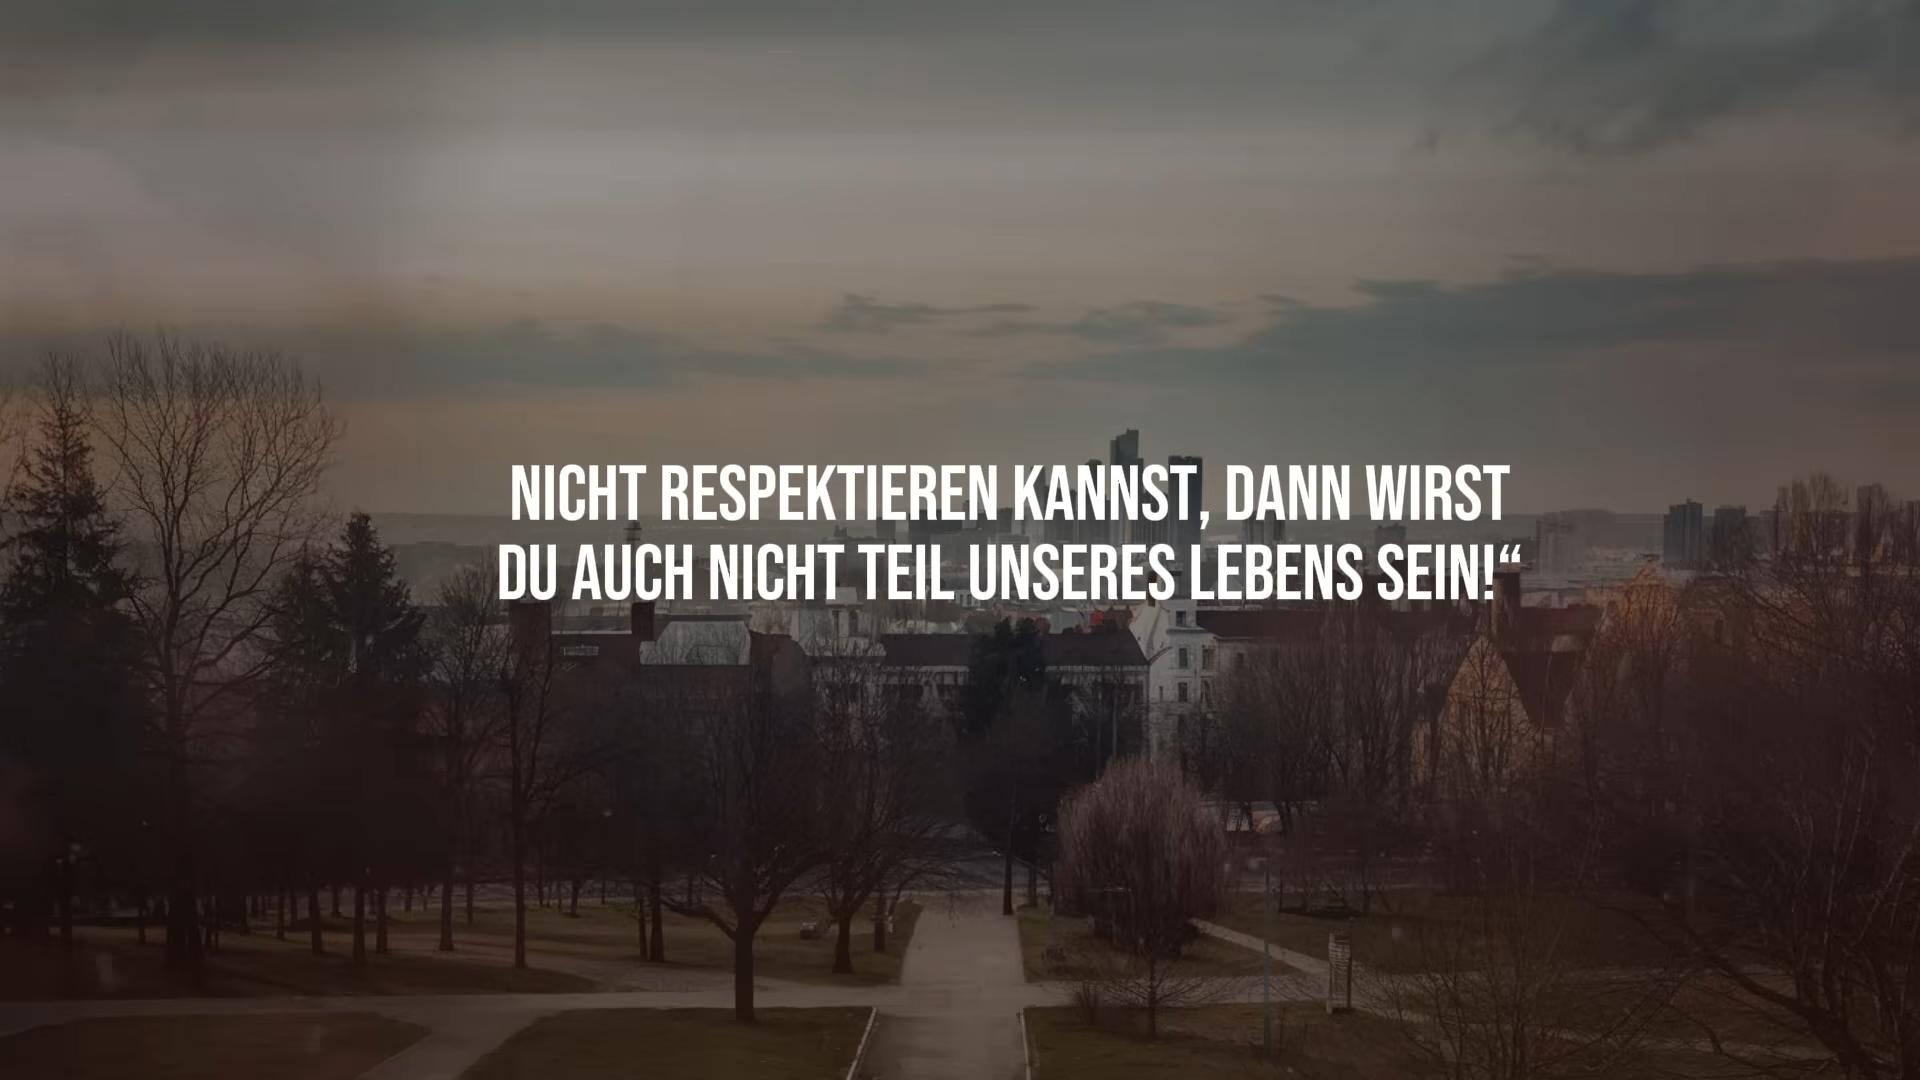 NICHT RESPEKTIEREN KANNST, DANN WIRST
DU AUCH NICHT TEIL UNSERES LEBENS SEIN!“